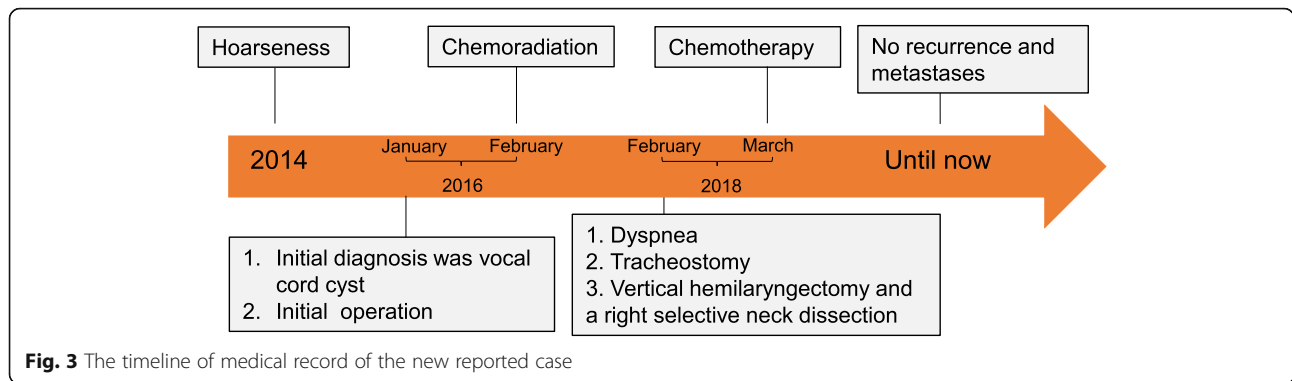 Hoarseness
Chemoradiation
Chemotherapy
No recurrence and
metastases
2014
January
February
2016
February
March
2018
Until now
1. Initial diagnosis was vocal
cord cyst
2. Initial operation
1. Dyspnea
2. Tracheostomy
3. Vertical hemilaryngectomy and
a right selective neck dissection
Fig. 3 The timeline of medical record of the new reported case